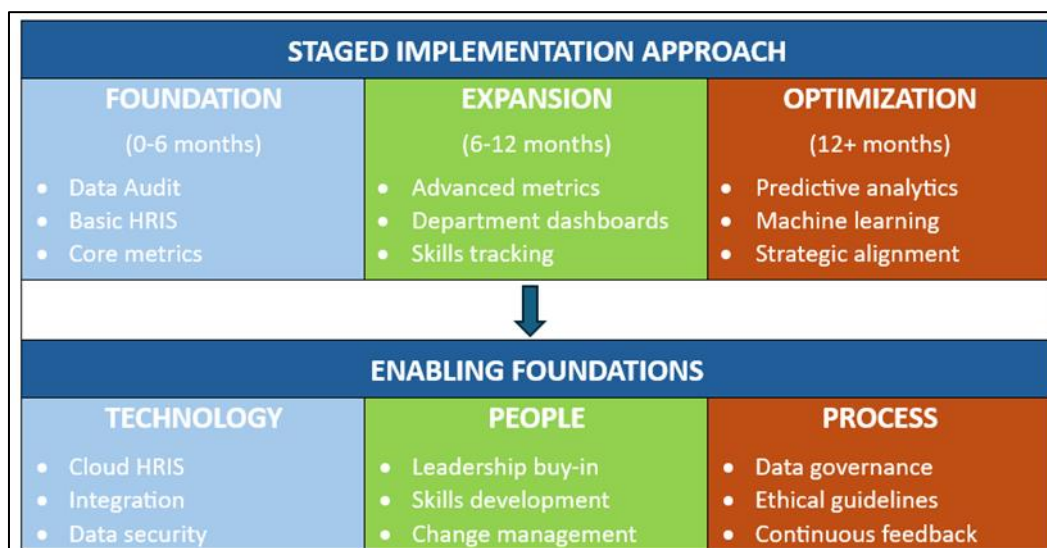 STAGED IMPLEMENTATION APPROACH
FOUNDATION
(0-6 months)
• Data Audit
• Basic HRIS
• Core metrics
EXPANSION
(6-12 months)
• Advanced metrics
• Department dashboards
• Skills tracking
OPTIMIZATION
(12+ months)
• Predictive analytics
• Machine learning
• Strategic alignment
ENABLING FOUNDATIONS
TECHNOLOGY
• Cloud HRIS
• Integration
• Data security
PEOPLE
• Leadership buy-in
• Skills development
• Change management
PROCESS
• Data governance
• Ethical guidelines
• Continuous feedback